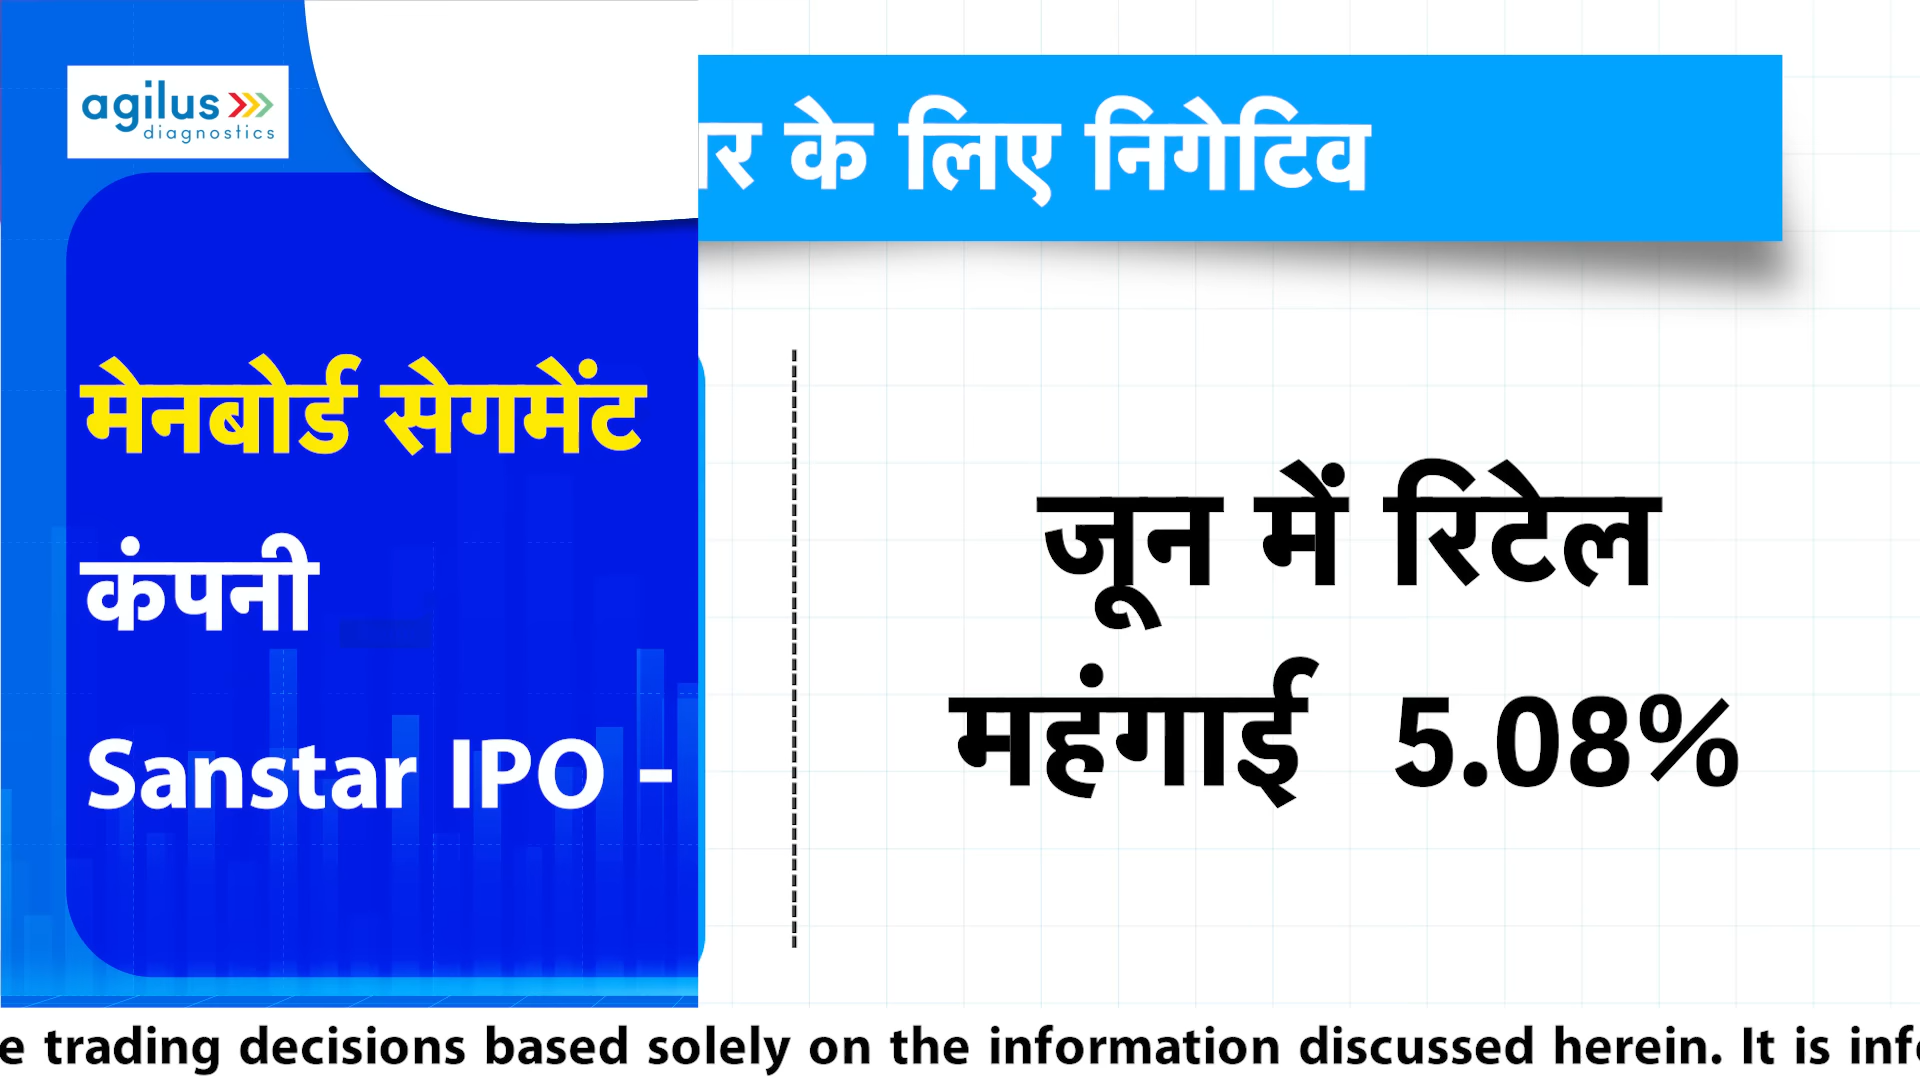 agilus
diagnostics
के लिए निगेटिव
मेनबोर्ड सेगमेंट
कंपनी
Sanstar IPO -
जून में रिटेल
महंगाई 5.08%
trading decisions based solely on the information discussed herein. It is